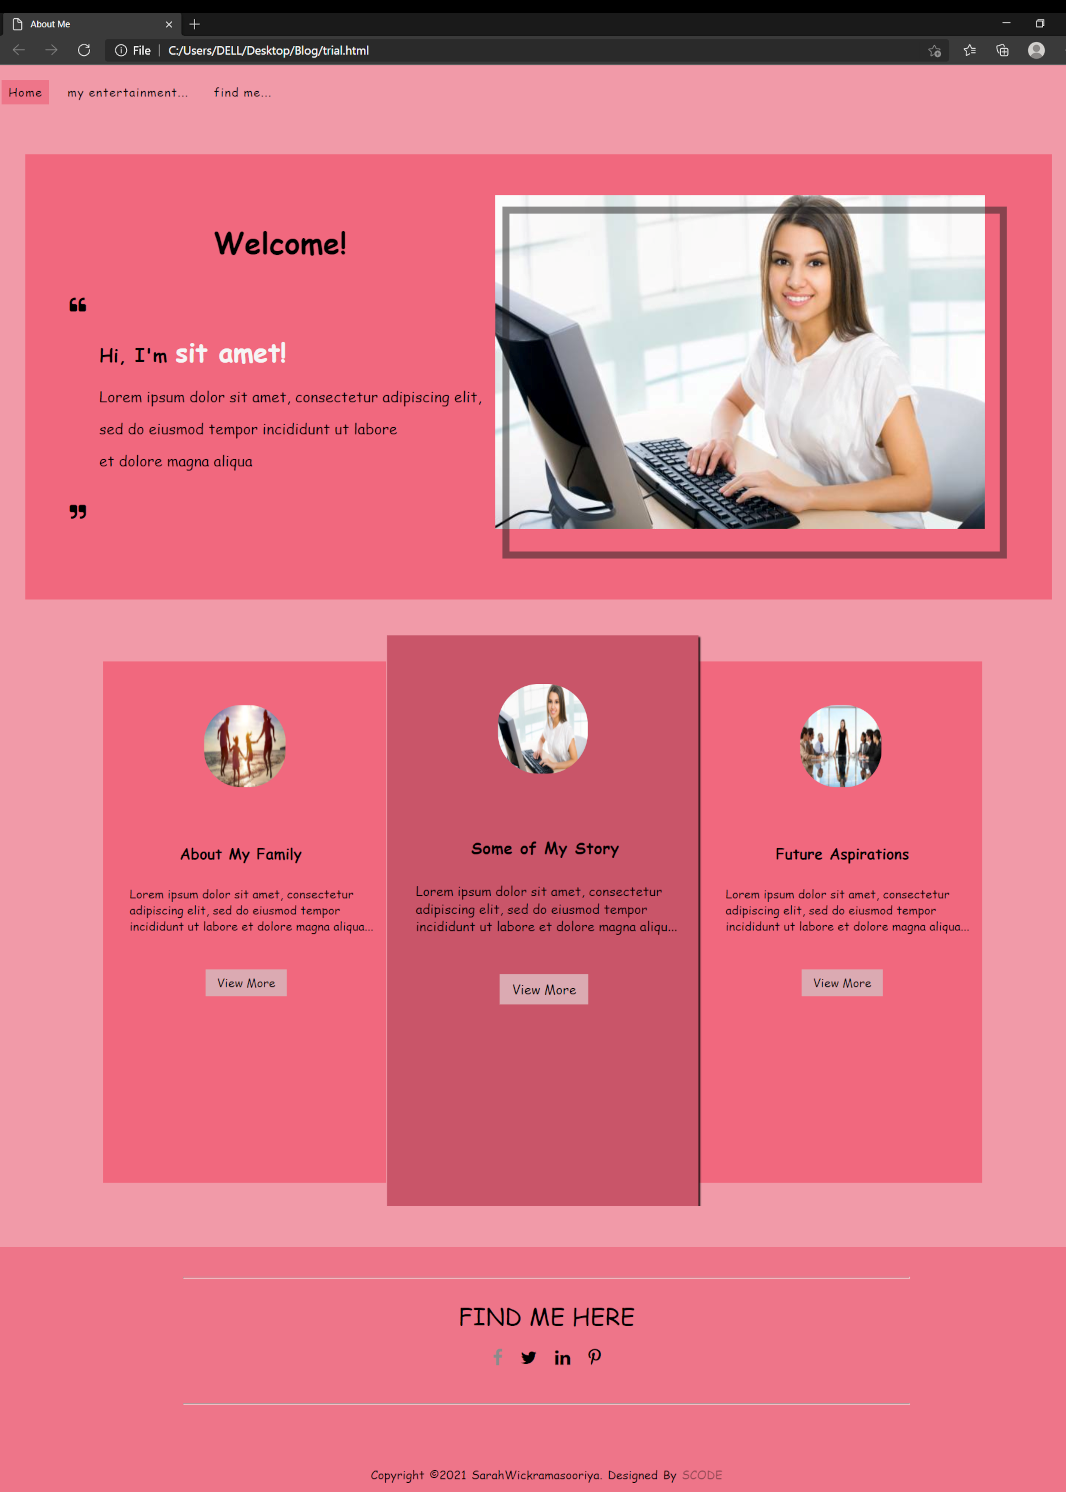 About Me
File | C:/Users/DELL/Desktop/Blog/trial.html
Home my entertainment... find me...
Welcome!
Hi, I'm sit amet!
Lorem ipsum dolor sit amet, consectetur adipiscing elit,
sed do eiusmod tempor incididunt ut labore
et dolore magna aliqua
About My Family
Lorem ipsum dolor sit amet, consectetur
adipiscing elit, sed do eiusmod tempor
incididunt ut labore et dolore magna aliqua...
View More
Some of My Story
Lorem ipsum dolor sit amet, consectetur
adipiscing elit, sed do eiusmod tempor
incididunt ut labore et dolore magna aliqu...
View More
Future Aspirations
Lorem ipsum dolor sit amet, consectetur
adipiscing elit, sed do eiusmod tempor
incididunt ut labore et dolore magna aliqua...
View More
FIND ME HERE
Copyright ©2021 SarahWickramasooriya. Designed By SCODE